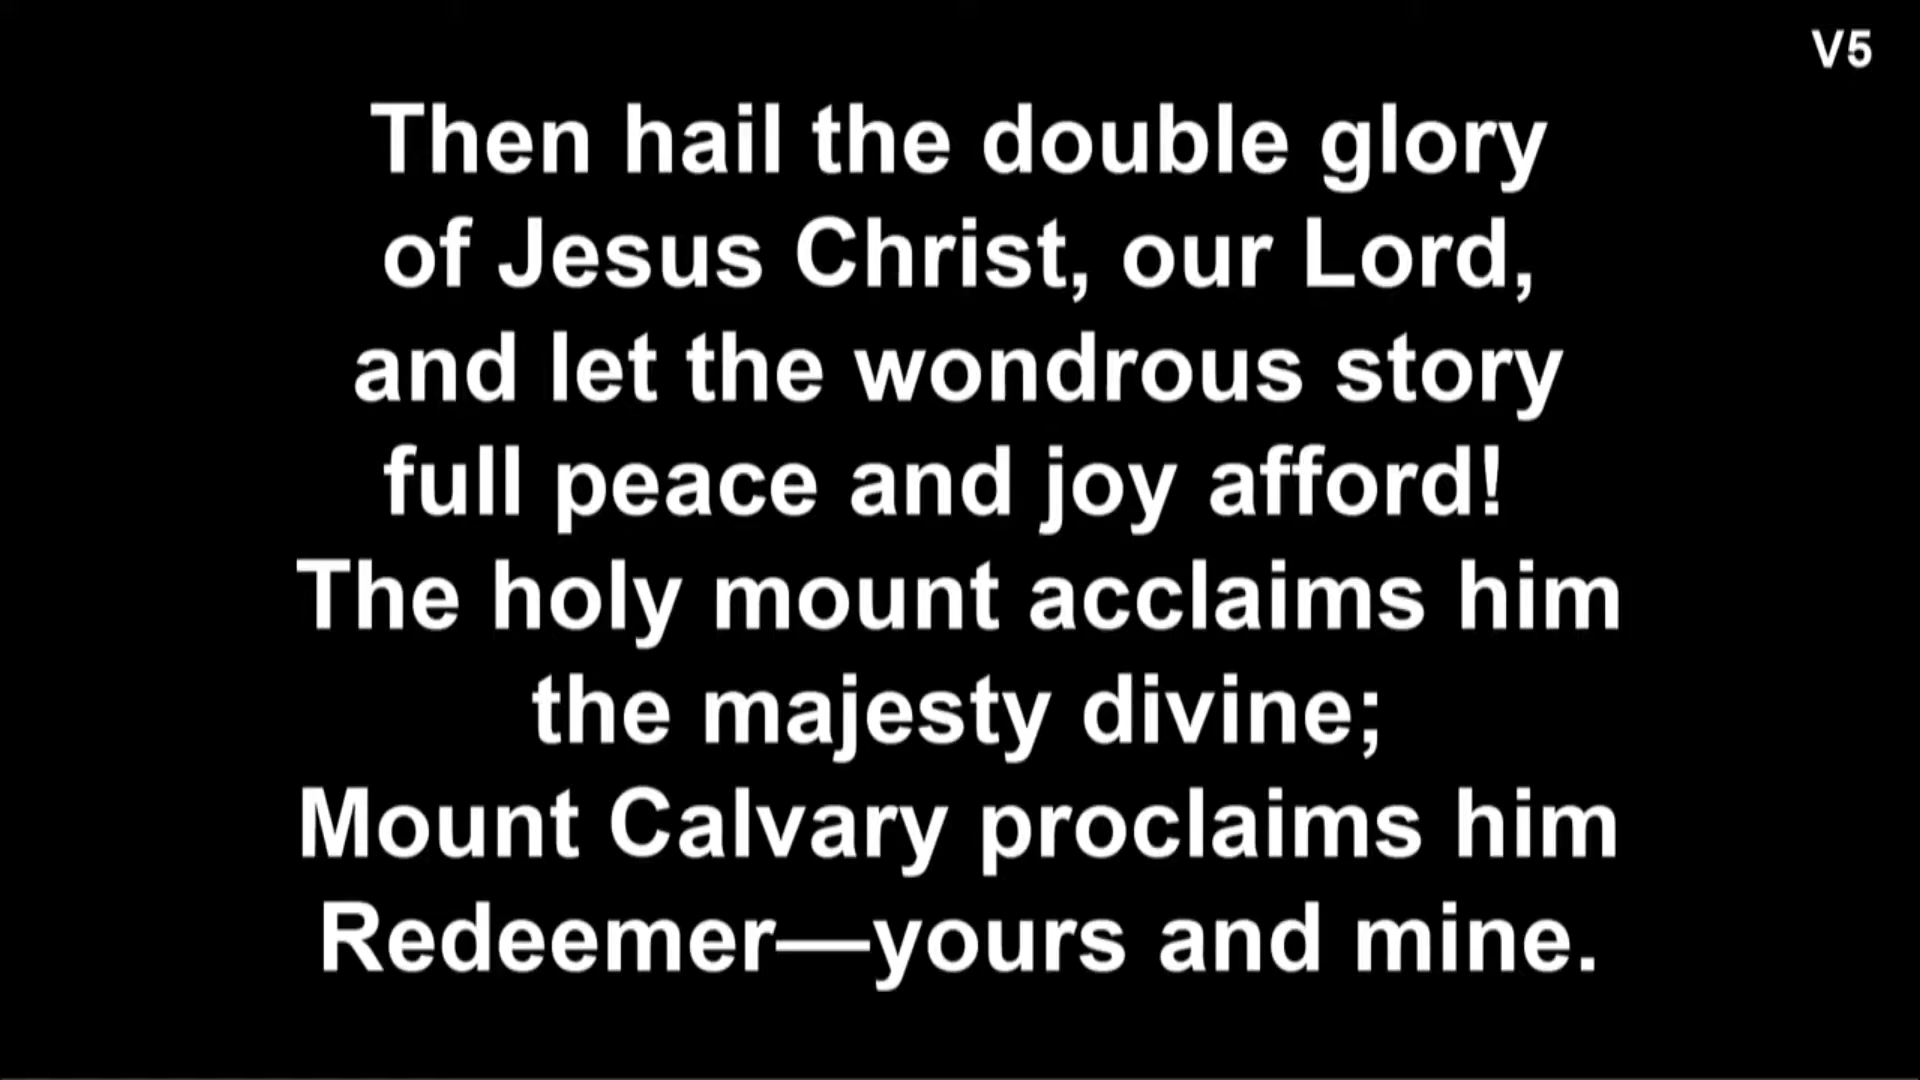 V5
Then hail the double glory
of Jesus Christ, our Lord,
and let the wondrous story
full peace and joy afford!
The holy mount acclaims him
the majesty divine;
Mount Calvary proclaims him
Redeemer—yours and mine.